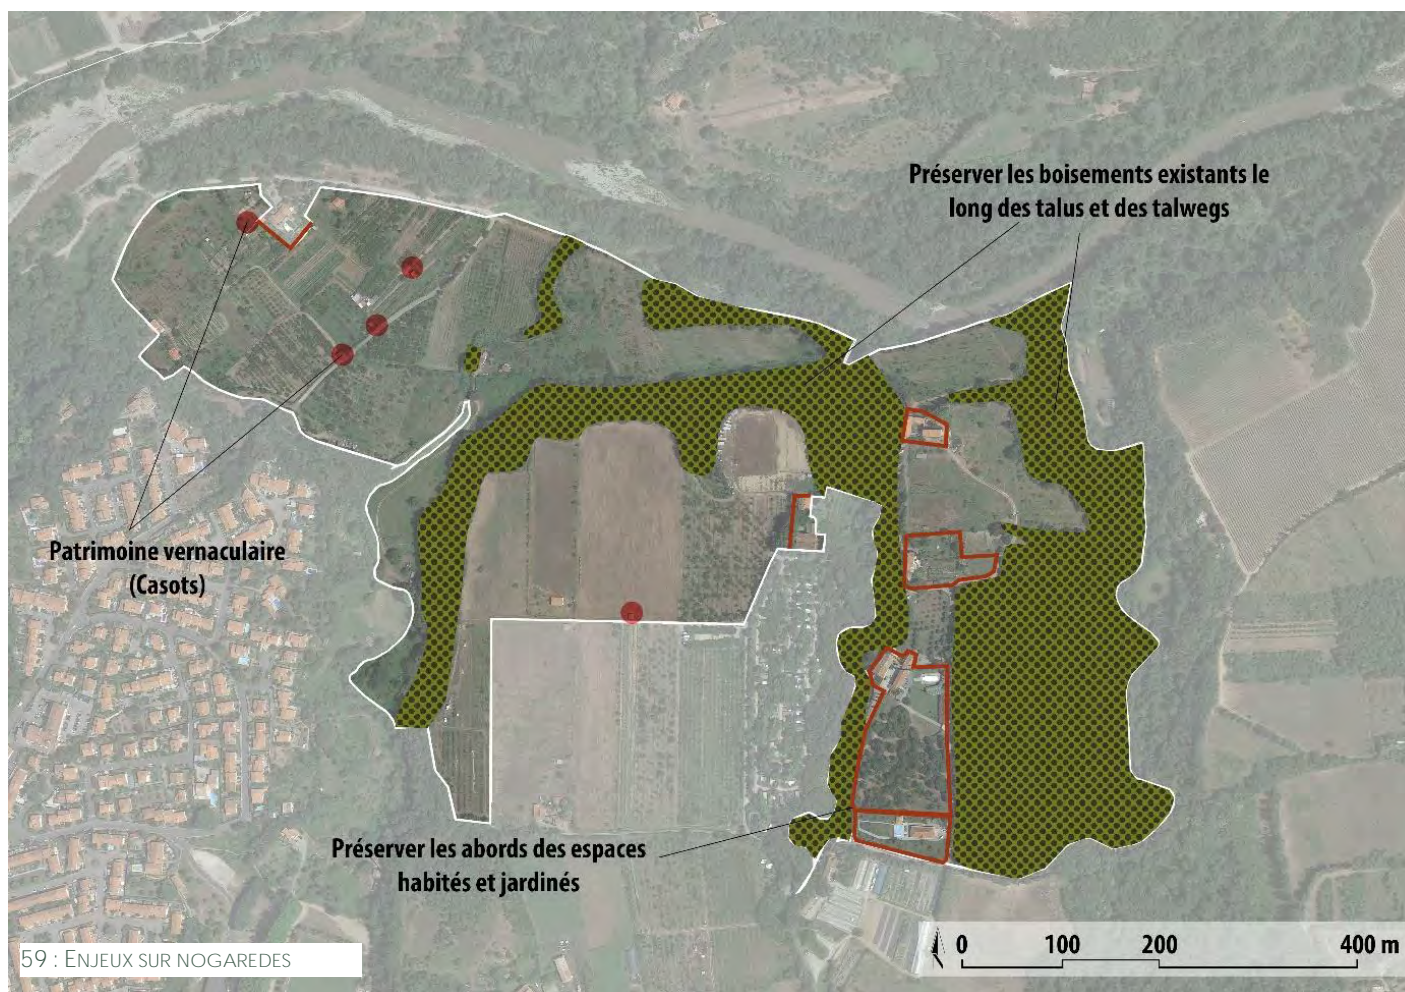 Préserver les boisements existants le
long des talus et des talwegs
Patrimoine vernaculaire
(Casots)
Préserver les abords des espaces
habités et jardinés
59 : ENJEUX SUR NOGAREDES
0 100 200 400 m